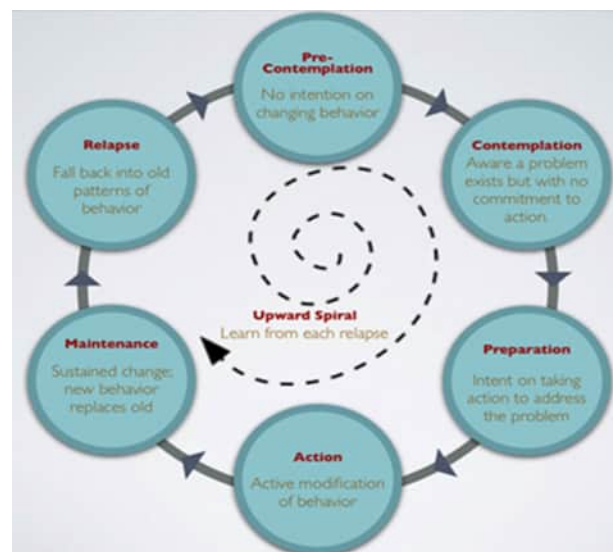 Pre-
Contemplation
No intention on
changing behavior
Contemplation
Aware a problem
exists but with no
commitment to
action
Preparation
Intent on taking
action to address
the problem
Action
Active modification
of behavior
Maintenance
Sustained change;
new behavior
replaces old
Relapse
Fall back into old
patterns of
behavior
Upward Spiral
Learn from each relapse